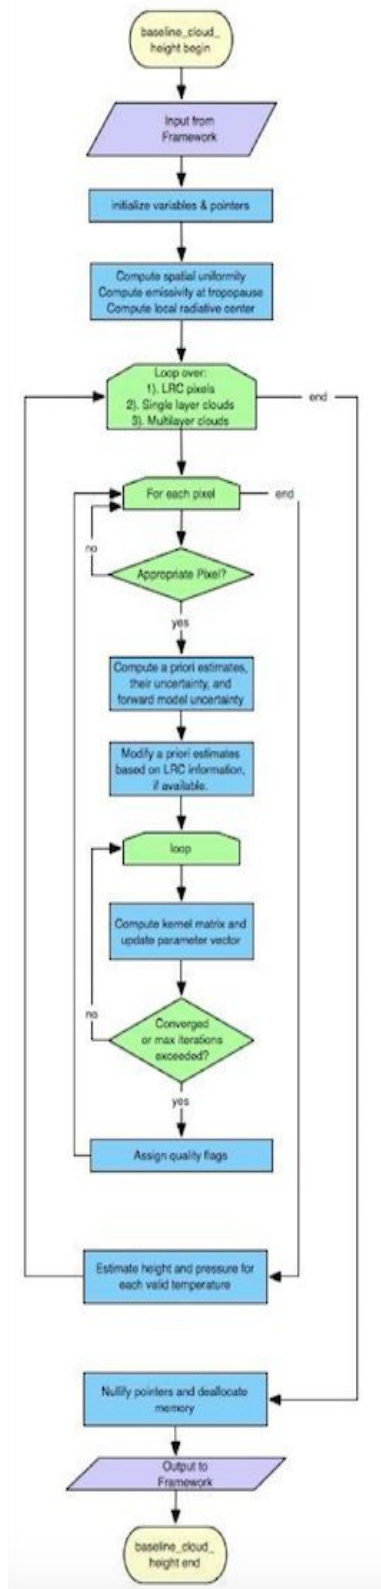 baseline_cloud_
height begin
Input from
Framework
initialize variables & pointers
Compute spatial uniformity
Compute emissivity at tropopause
Compute local radiative center
Loop over:
1). LRC pixels
2). Single layer clouds
3). Multilayer clouds
end
For each pixel
end
no
Appropriate Pixel?
yes
Compute a priori estimates,
their uncertainty, and
forward model uncertainty
Modify a priori estimates
based on LRC information,
if available.
loop
Compute kernel matrix and
update parameter vector
no
Converged
or max iterations
exceeded?
yes
Assign quality flags
Estimate height and pressure for
each valid temperature
Nullify pointers and deallocate
memory
Output to
Framework
baseline_cloud_
height end